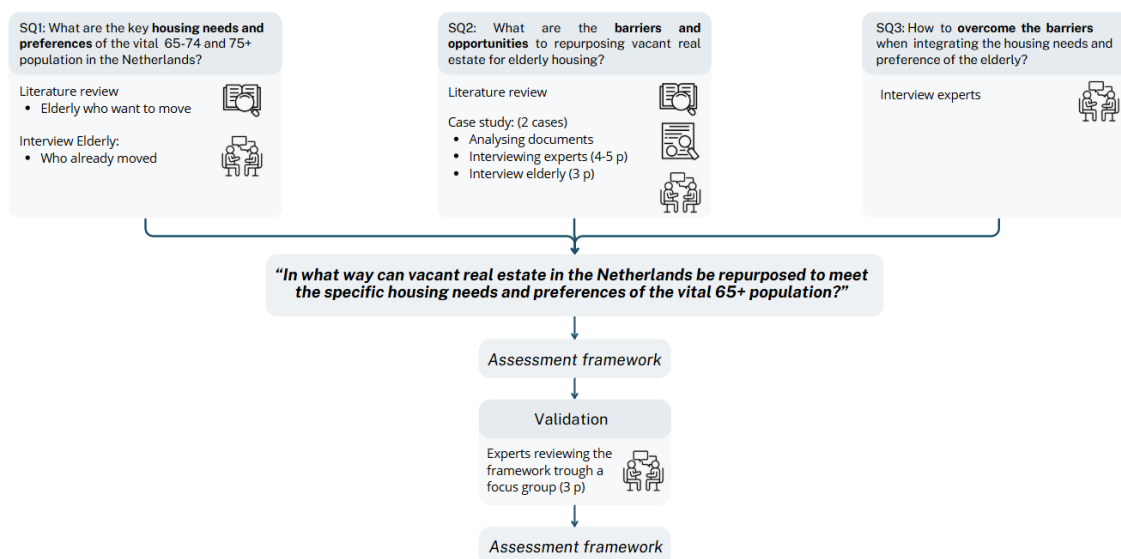 SQ1: What are the key housing needs and
preferences of the vital 65-74 and 75+
population in the Netherlands?
Literature review
• Elderly who want to move
Interview Elderly:
• Who already moved
SQ2: What are the barriers and
opportunities to repurposing vacant real
estate for elderly housing?
Literature review
Case study: (2 cases)
• Analysing documents
• Interviewing experts (4-5 p)
• Interview elderly (3 p)
SQ3: How to overcome the barriers
when integrating the housing needs and
preference of the elderly?
Interview experts
“In what way can vacant real estate in the Netherlands be repurposed to meet
the specific housing needs and preferences of the vital 65+ population?”
Assessment framework
Validation
Experts reviewing the
framework trough a
focus group (3 p)
Assessment framework